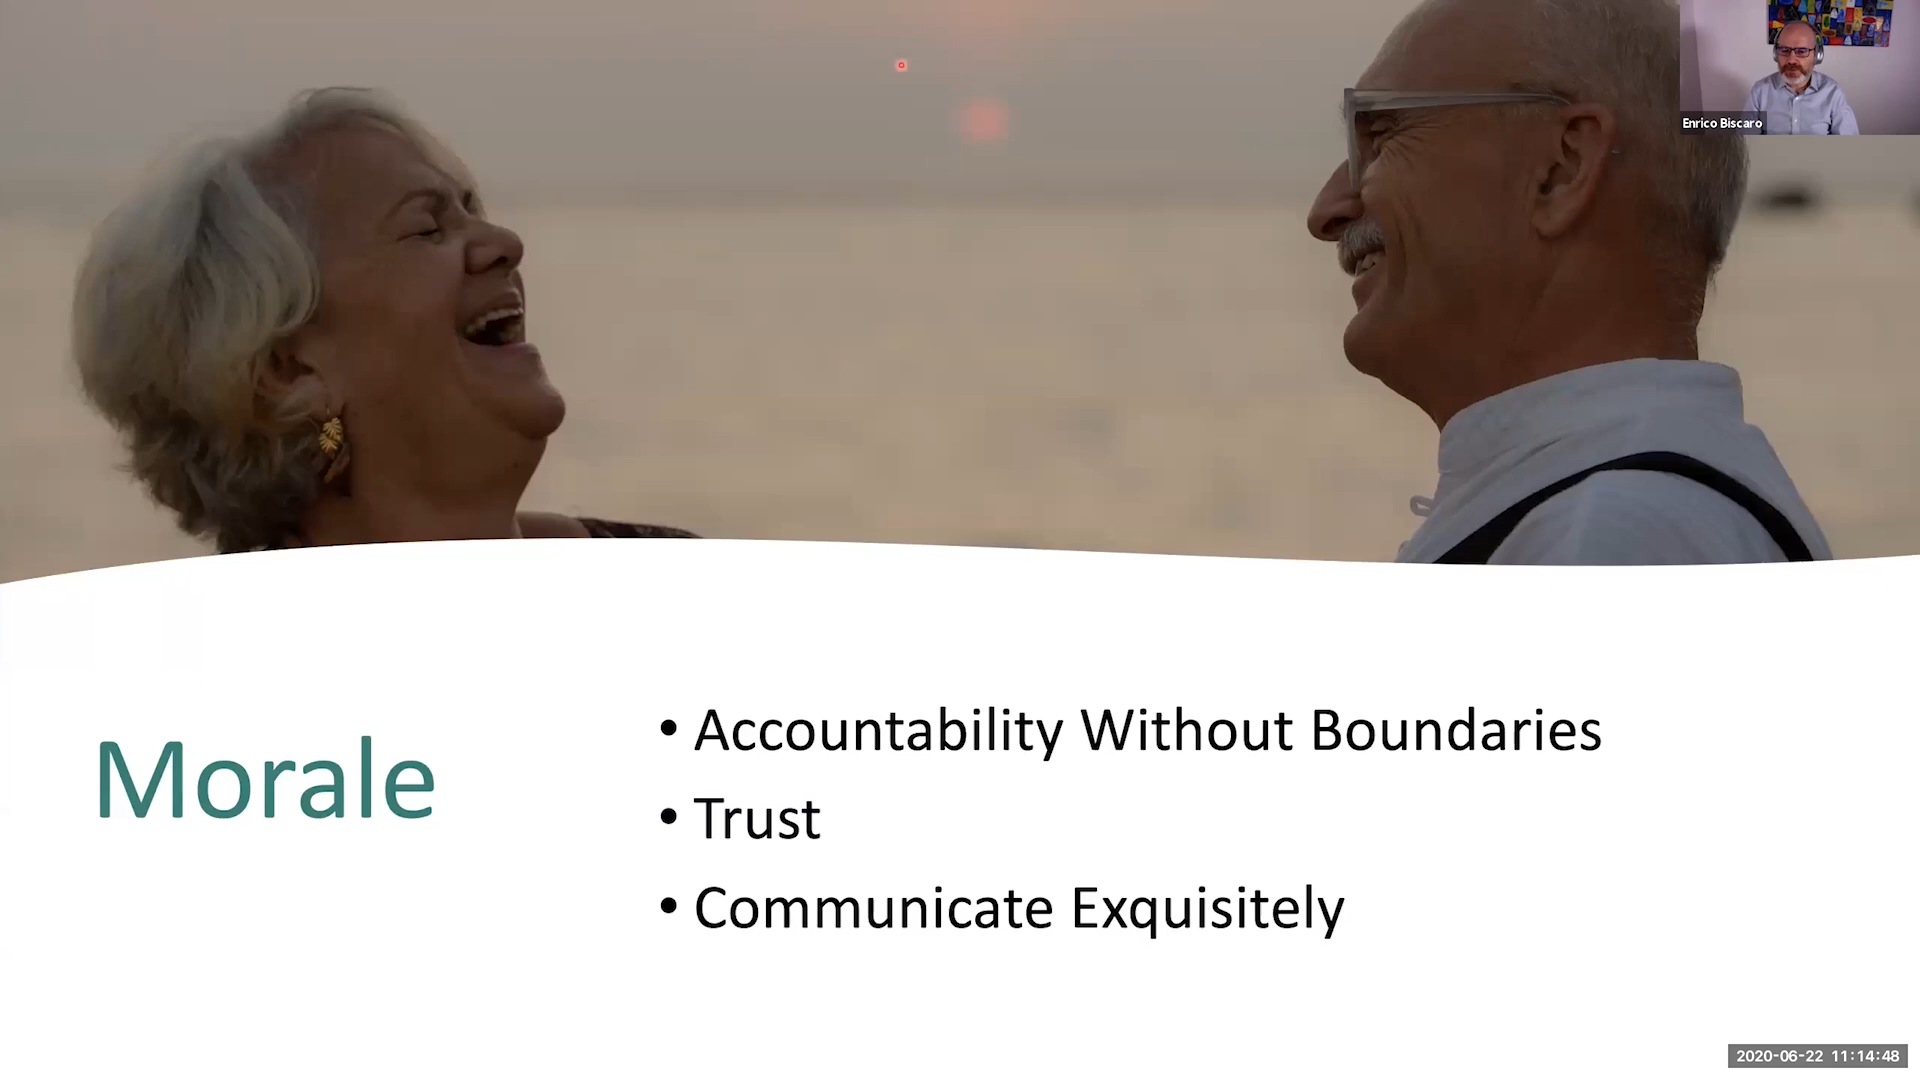 Enrico Biscaro
Morale
• Accountability Without Boundaries
• Trust
• Communicate Exquisitely
2020-06-22 11:14:48